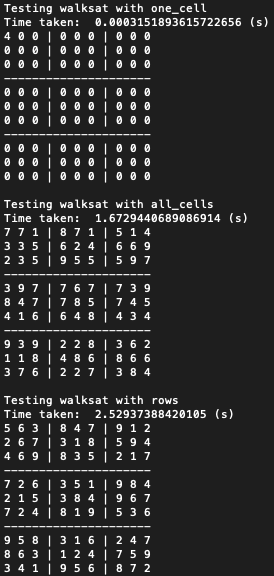 Testing walksat with one_cell
Time taken:  0.0003151893615722656 (s)
4 0 0 | 0 0 0 | 0 0 0
0 0 0 | 0 0 0 | 0 0 0
0 0 0 | 0 0 0 | 0 0 0
---------------------
0 0 0 | 0 0 0 | 0 0 0
0 0 0 | 0 0 0 | 0 0 0
0 0 0 | 0 0 0 | 0 0 0
---------------------
0 0 0 | 0 0 0 | 0 0 0
0 0 0 | 0 0 0 | 0 0 0
0 0 0 | 0 0 0 | 0 0 0
Testing walksat with all_cells
Time taken:  1.6729440689086914 (s)
7 7 1 | 8 7 1 | 5 1 4
3 3 5 | 6 2 4 | 6 6 9
2 3 5 | 9 5 5 | 5 9 7
---------------------
3 9 7 | 7 6 7 | 7 3 9
8 4 7 | 7 8 5 | 7 4 5
4 1 6 | 6 4 8 | 4 3 4
---------------------
9 3 9 | 2 2 8 | 3 6 2
1 1 8 | 4 8 6 | 8 6 6
3 7 6 | 2 2 7 | 3 8 4
Testing walksat with rows
Time taken:  2.52937388420105 (s)
5 6 3 | 8 4 7 | 9 1 2
2 6 7 | 3 1 8 | 5 9 4
4 6 9 | 8 3 5 | 2 1 7
---------------------
7 2 6 | 3 5 1 | 9 8 4
2 1 5 | 3 8 4 | 9 6 7
7 2 4 | 8 1 9 | 5 3 6
---------------------
9 5 8 | 3 1 6 | 2 4 7
8 6 3 | 1 2 4 | 7 5 9
3 4 1 | 9 5 6 | 8 7 2